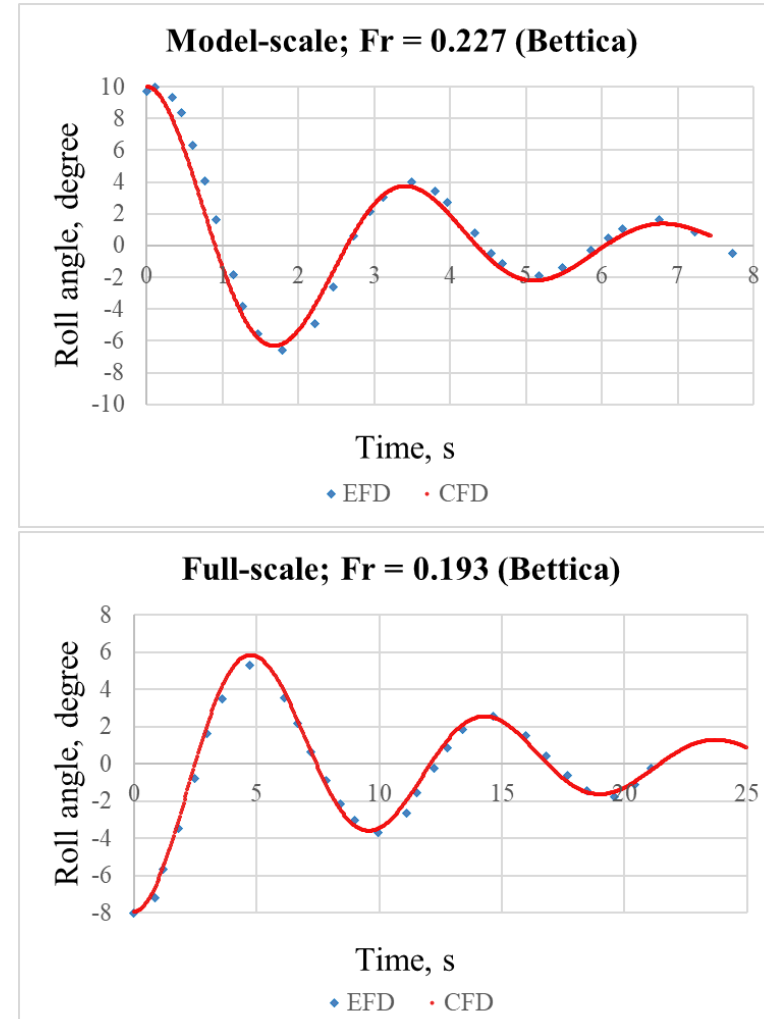 Model-scale; Fr = 0.227 (Bettica)
10
8
6
4
2
0
-2
-4
-6
-8
-10
0 1 2 3 4 5 6 7 8
Roll angle, degree
Time, s
EFD CFD
Full-scale; Fr = 0.193 (Bettica)
8
6
4
2
0
-2
-4
-6
-8
0 5 10 15 20 25
Roll angle, degree
Time, s
EFD CFD